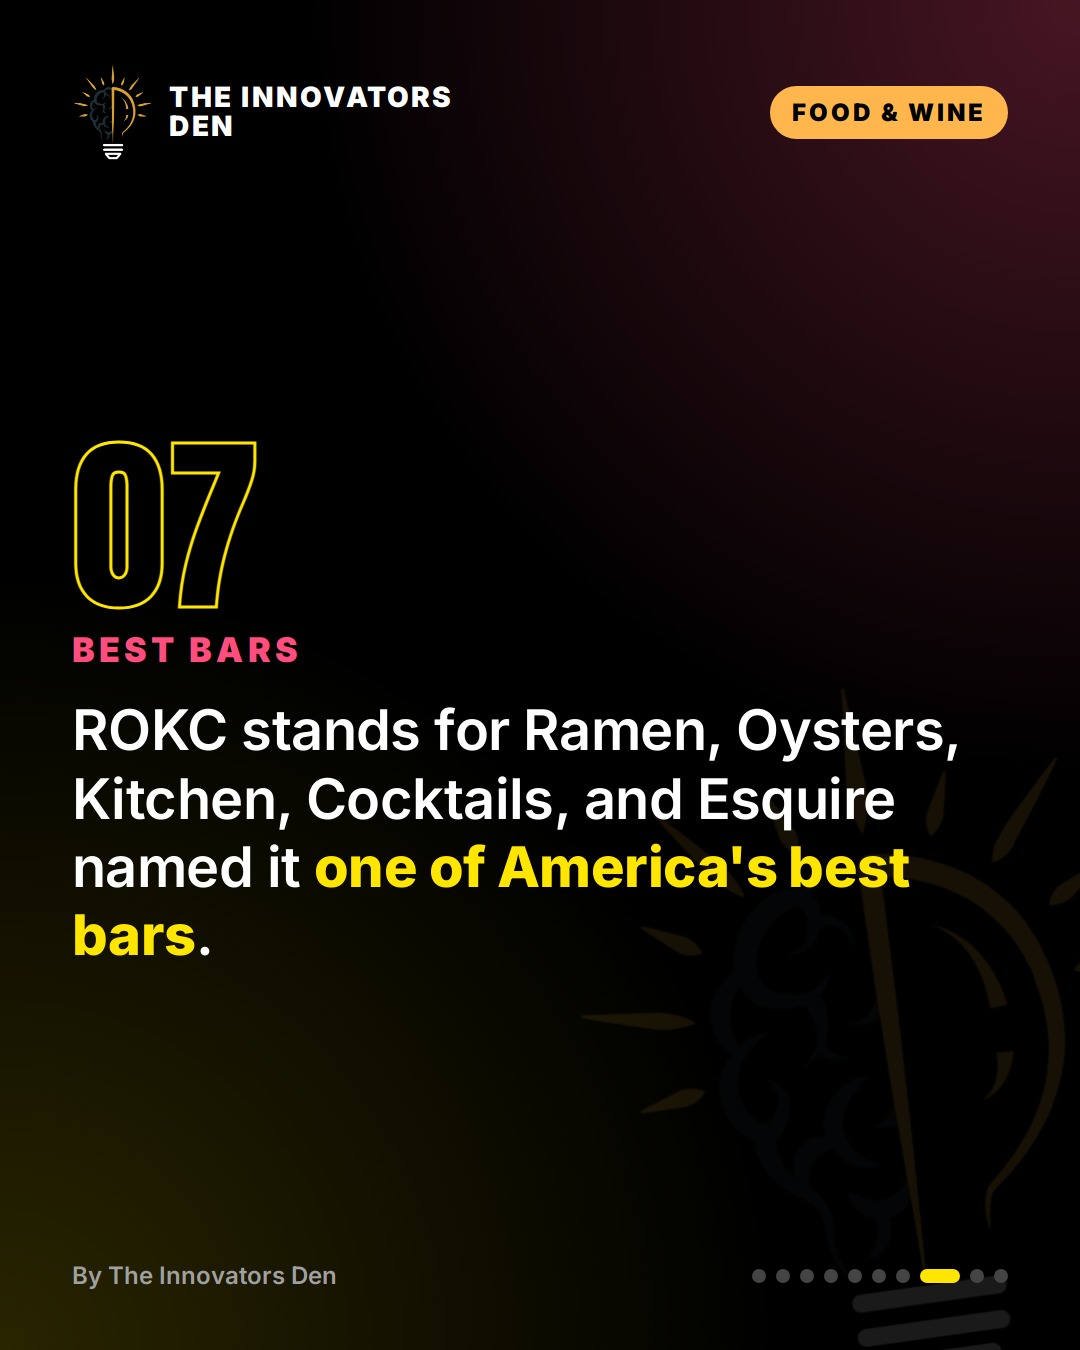 THE INNOVATORS
DEN
FOOD & WINE
07
BEST BARS
ROKC stands for Ramen, Oysters,
Kitchen, Cocktails, and Esquire
named it one of America's best
bars.
By The Innovators Den